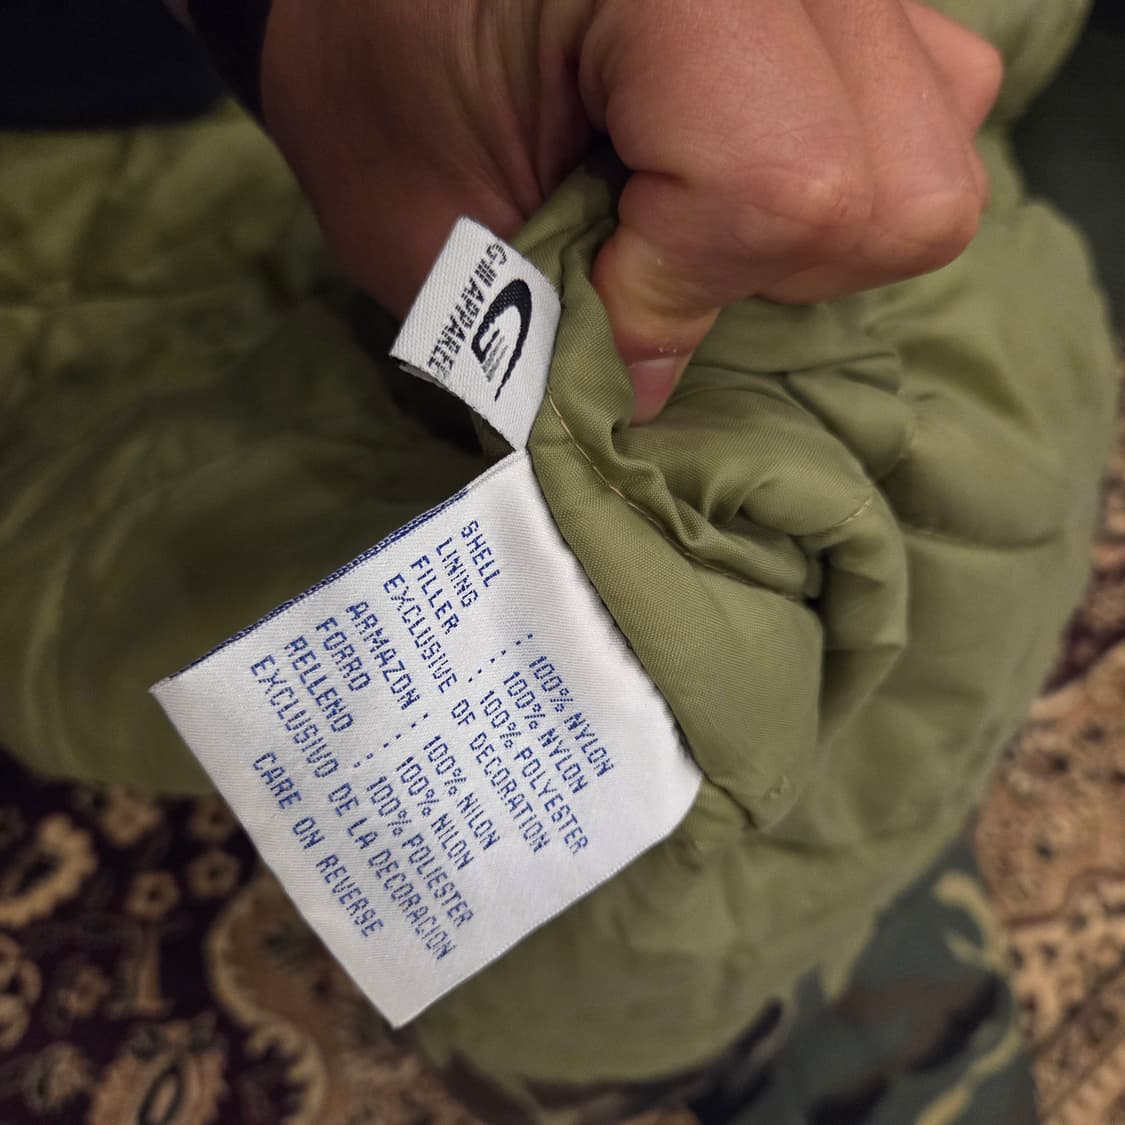 G-III APPAREL
SHELL : 100% NYLON
LINING : 100% NYLON
FILLER : 100% POLYESTER
EXCLUSIVE OF DECORATION
ARMAZON : 100% NILON
FORRO : 100% NILON
RELLENO : 100% POLIESTER
EXCLUSIVO DE LA DECORACION
CARE ON REVERSE